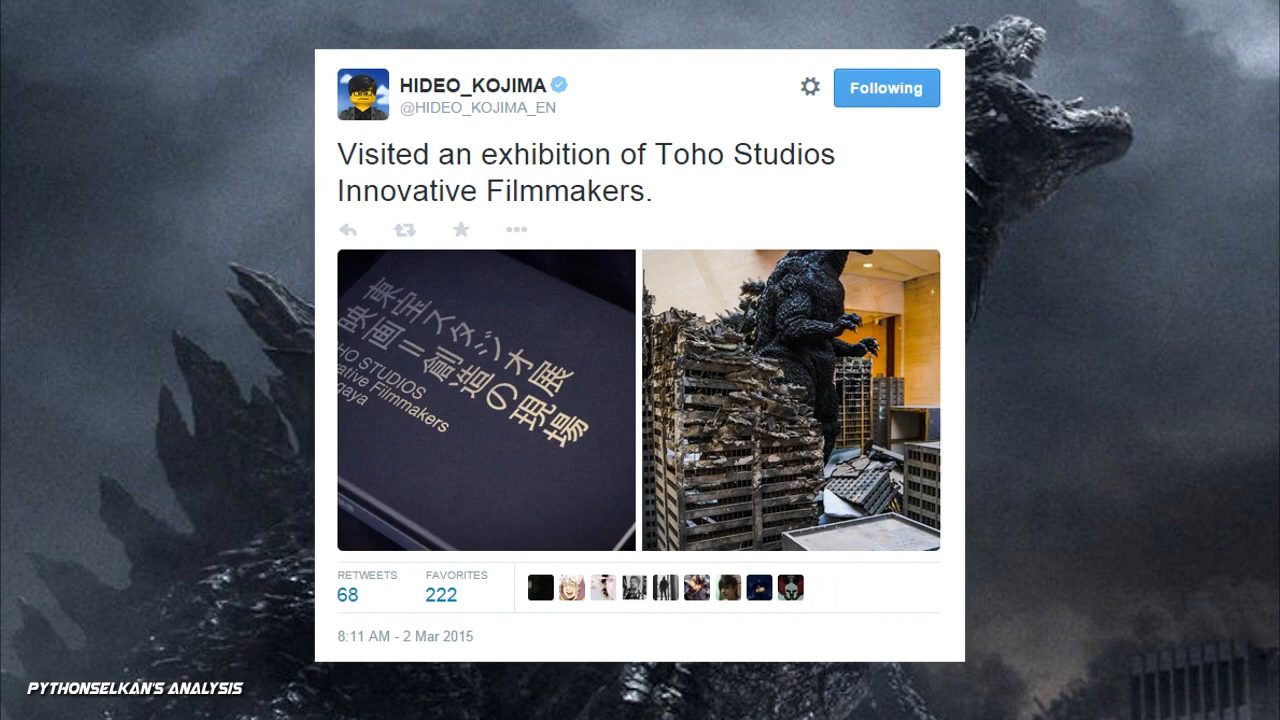 HIDEO_KOJIMA
@HIDEO_KOJIMA_EN
Following
Visited an exhibition of Toho Studios
Innovative Filmmakers.
東宝スタジオ展
映画=創造の現場
HO STUDIOS
ative Filmmakers
gaya
RETWEETS
68
FAVORITES
222
8:11 AM - 2 Mar 2015
PYTHONSELKAN'S ANALYSIS